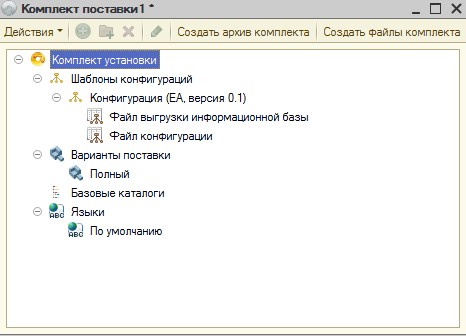 Комплект поставки1 *
Действия Создать архив комплекта Создать файлы комплекта
Комплект установки
Шаблоны конфигураций
Конфигурация (ЕА, версия 0.1)
Файл выгрузки информационной базы
Файл конфигурации
Варианты поставки
Полный
Базовые каталоги
Языки
ABC
По умолчанию
ABC